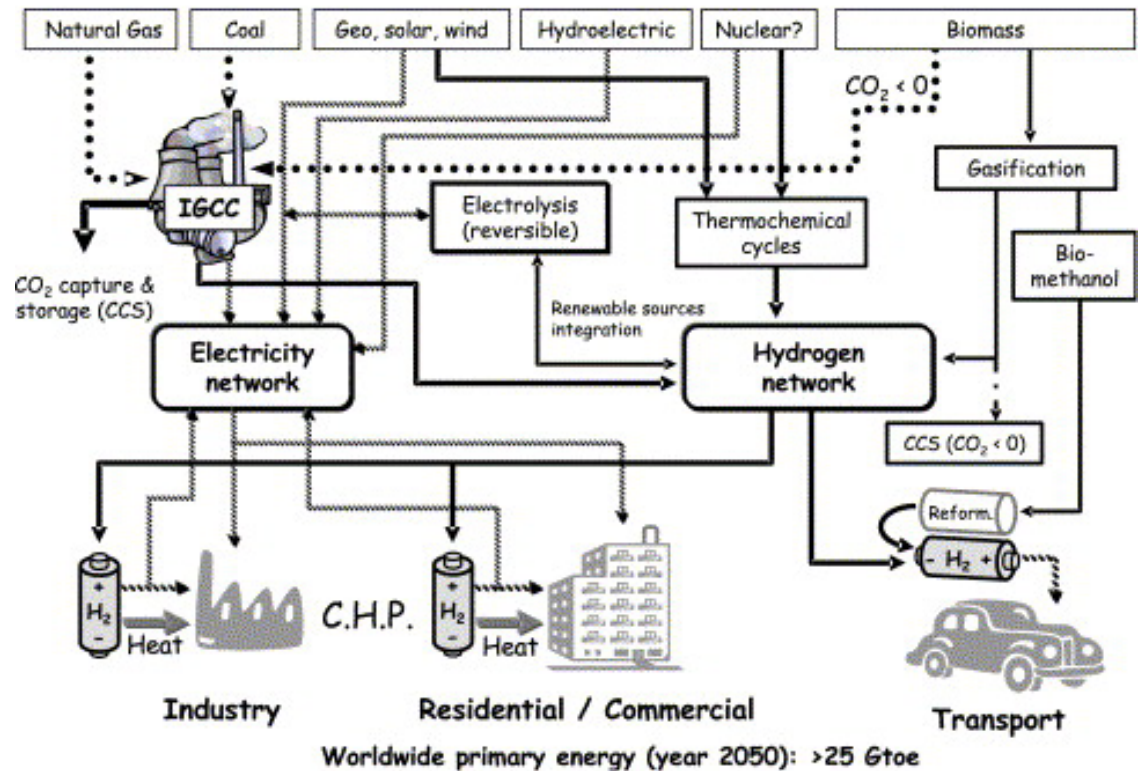 Natural Gas
Coal
Geo, solar, wind
Hydroelectric
Nuclear?
Biomass
CO₂ < 0
Gasification
IGCC
Electrolysis
(reversible)
Thermochemical
cycles
Bio-
methanol
CO₂ capture &
storage (CCS)
Renewable sources
integration
Electricity
network
Hydrogen
network
CCS (CO₂ < 0)
Reform.
- H₂ +
+
H₂
-
Heat
C.H.P.
+
H₂
-
Heat
Industry
Residential / Commercial
Transport
Worldwide primary energy (year 2050): >25 Gtoe